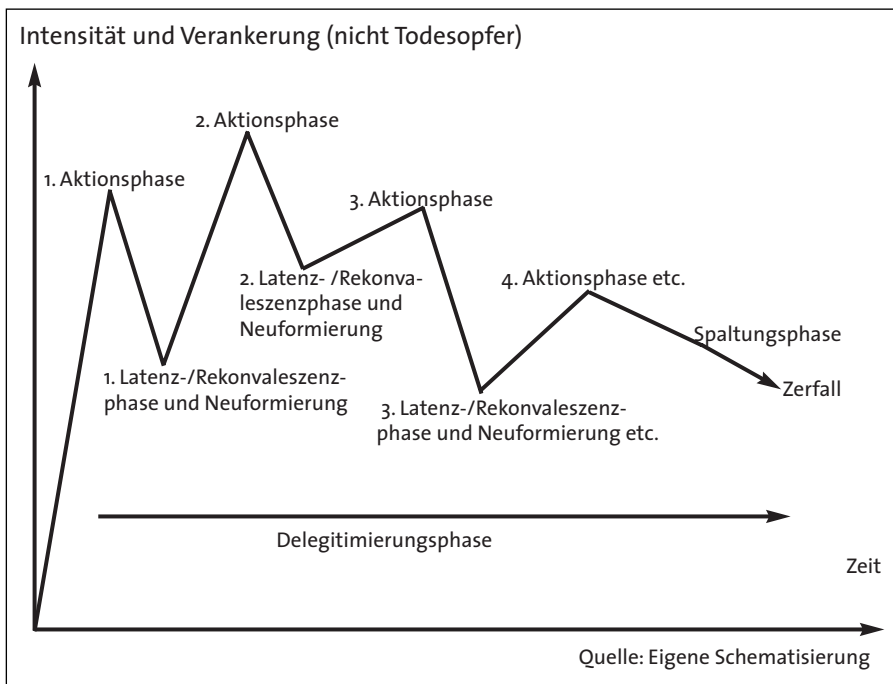 Intensität und Verankerung (nicht Todesopfer)
2. Aktionsphase
1. Aktionsphase
3. Aktionsphase
2. Latenz- /Rekonva-
leszenzphase und
Neuformierung
4. Aktionsphase etc.
Spaltungsphase
1. Latenz-/Rekonvaleszenz-
phase und Neuformierung
Zerfall
3. Latenz-/Rekonvaleszenz-
phase und Neuformierung etc.
Delegitimierungsphase
Zeit
Quelle: Eigene Schematisierung